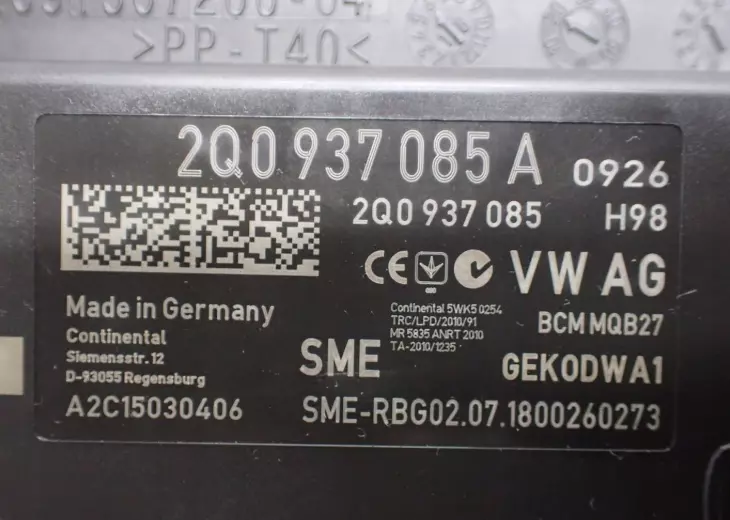 >PP-T40<
2Q0 937 085 A 0926
2Q0 937 085 H98
CE VW AG
Made in Germany
Continental
Siemensstr. 12
D-93055 Regensburg
Continental 5WK5 0254
TRC/LPD/2010/91
MR 5835 ANRT 2010
TA-2010/1235
BCM MQB27
SME GEKODWA1
A2C15030406 SME-RBG02.07.1800260273